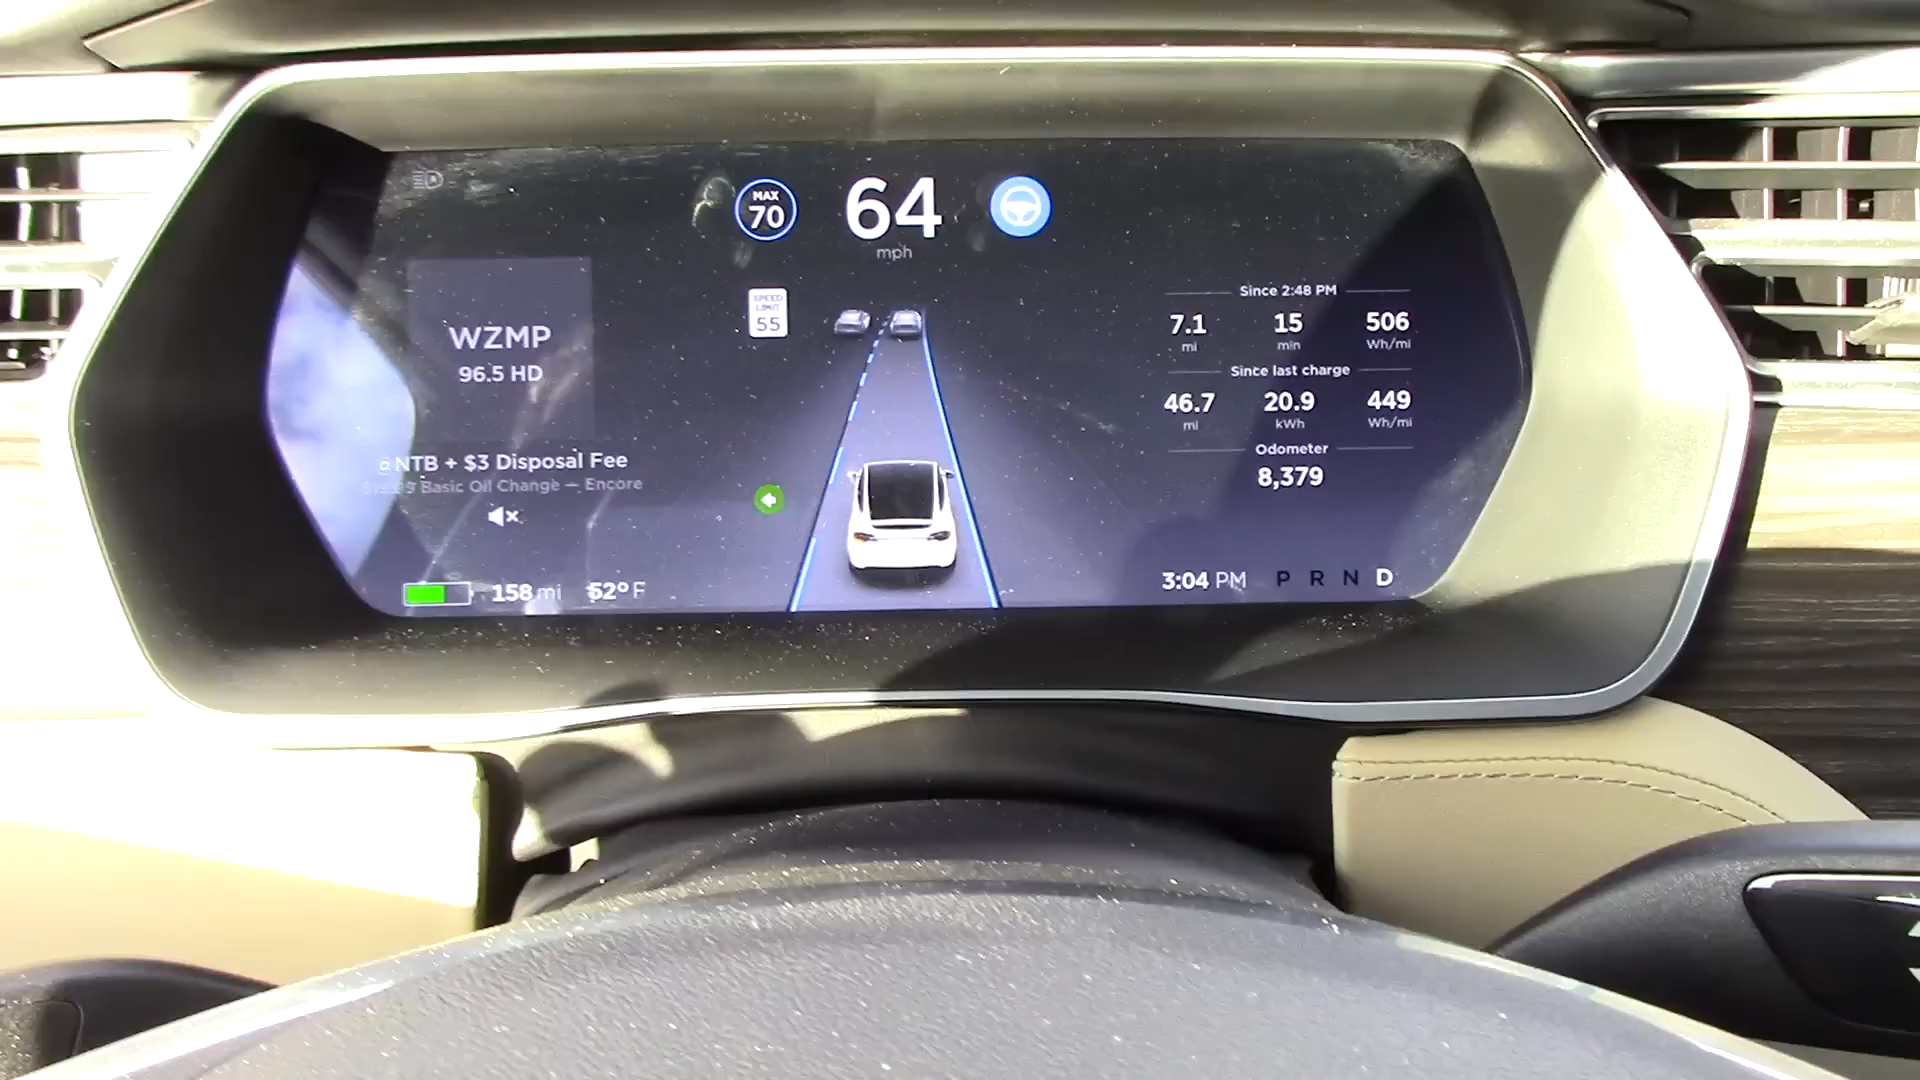 MAX
70
64
mph
SPEED
LIMIT
55
WZMP
96.5 HD
NTB + $3 Disposal Fee
Basic Oil Change — Encore
158 mi
52° F
Since 2:48 PM
7.1 15 506
mi min Wh/mi
Since last charge
46.7 20.9 449
mi kWh Wh/mi
Odometer
8,379
3:04 PM P R N D